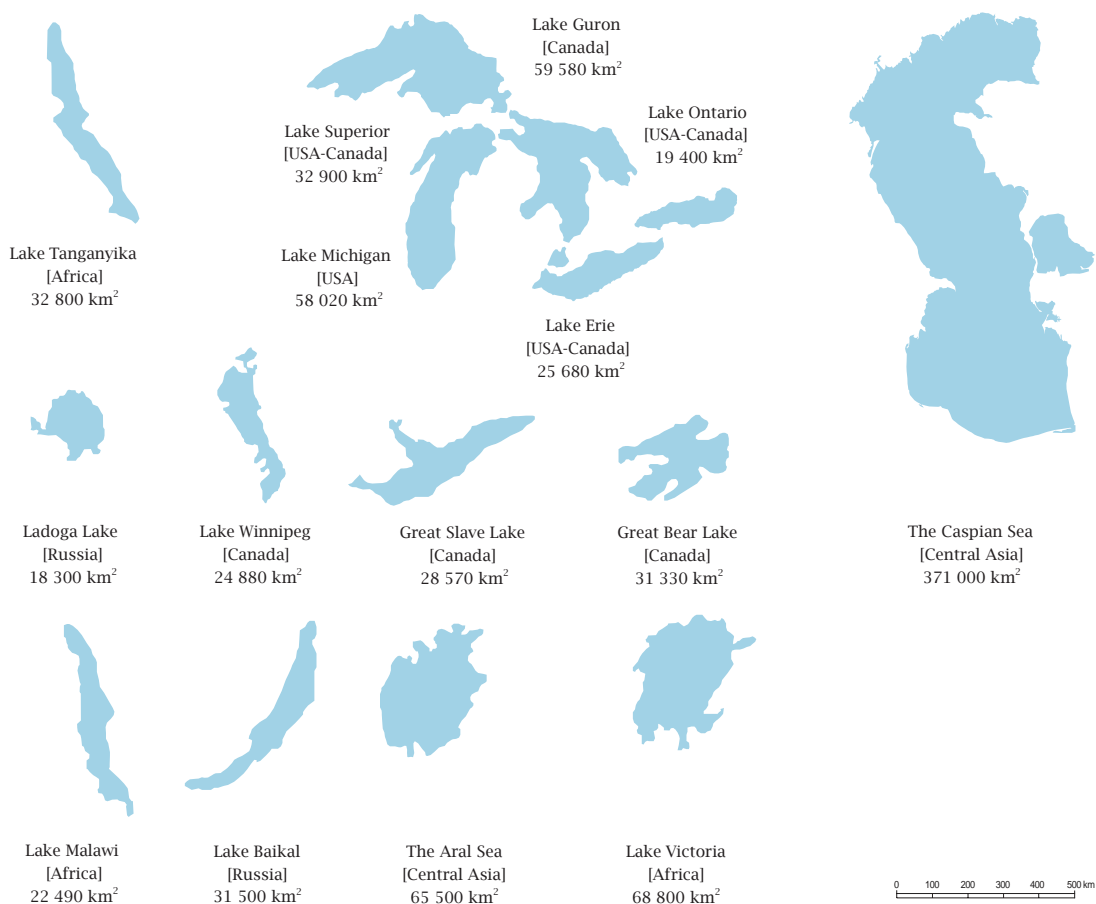 Lake Guron
[Canada]
59 580 km²
Lake Ontario
[USA-Canada]
19 400 km²
Lake Superior
[USA-Canada]
32 900 km²
Lake Tanganyika
[Africa]
32 800 km²
Lake Michigan
[USA]
58 020 km²
Lake Erie
[USA-Canada]
25 680 km²
Ladoga Lake
[Russia]
18 300 km²
Lake Winnipeg
[Canada]
24 880 km²
Great Slave Lake
[Canada]
28 570 km²
Great Bear Lake
[Canada]
31 330 km²
The Caspian Sea
[Central Asia]
371 000 km²
Lake Malawi
[Africa]
22 490 km²
Lake Baikal
[Russia]
31 500 km²
The Aral Sea
[Central Asia]
65 500 km²
Lake Victoria
[Africa]
68 800 km²
0 100 200 300 400 500 km